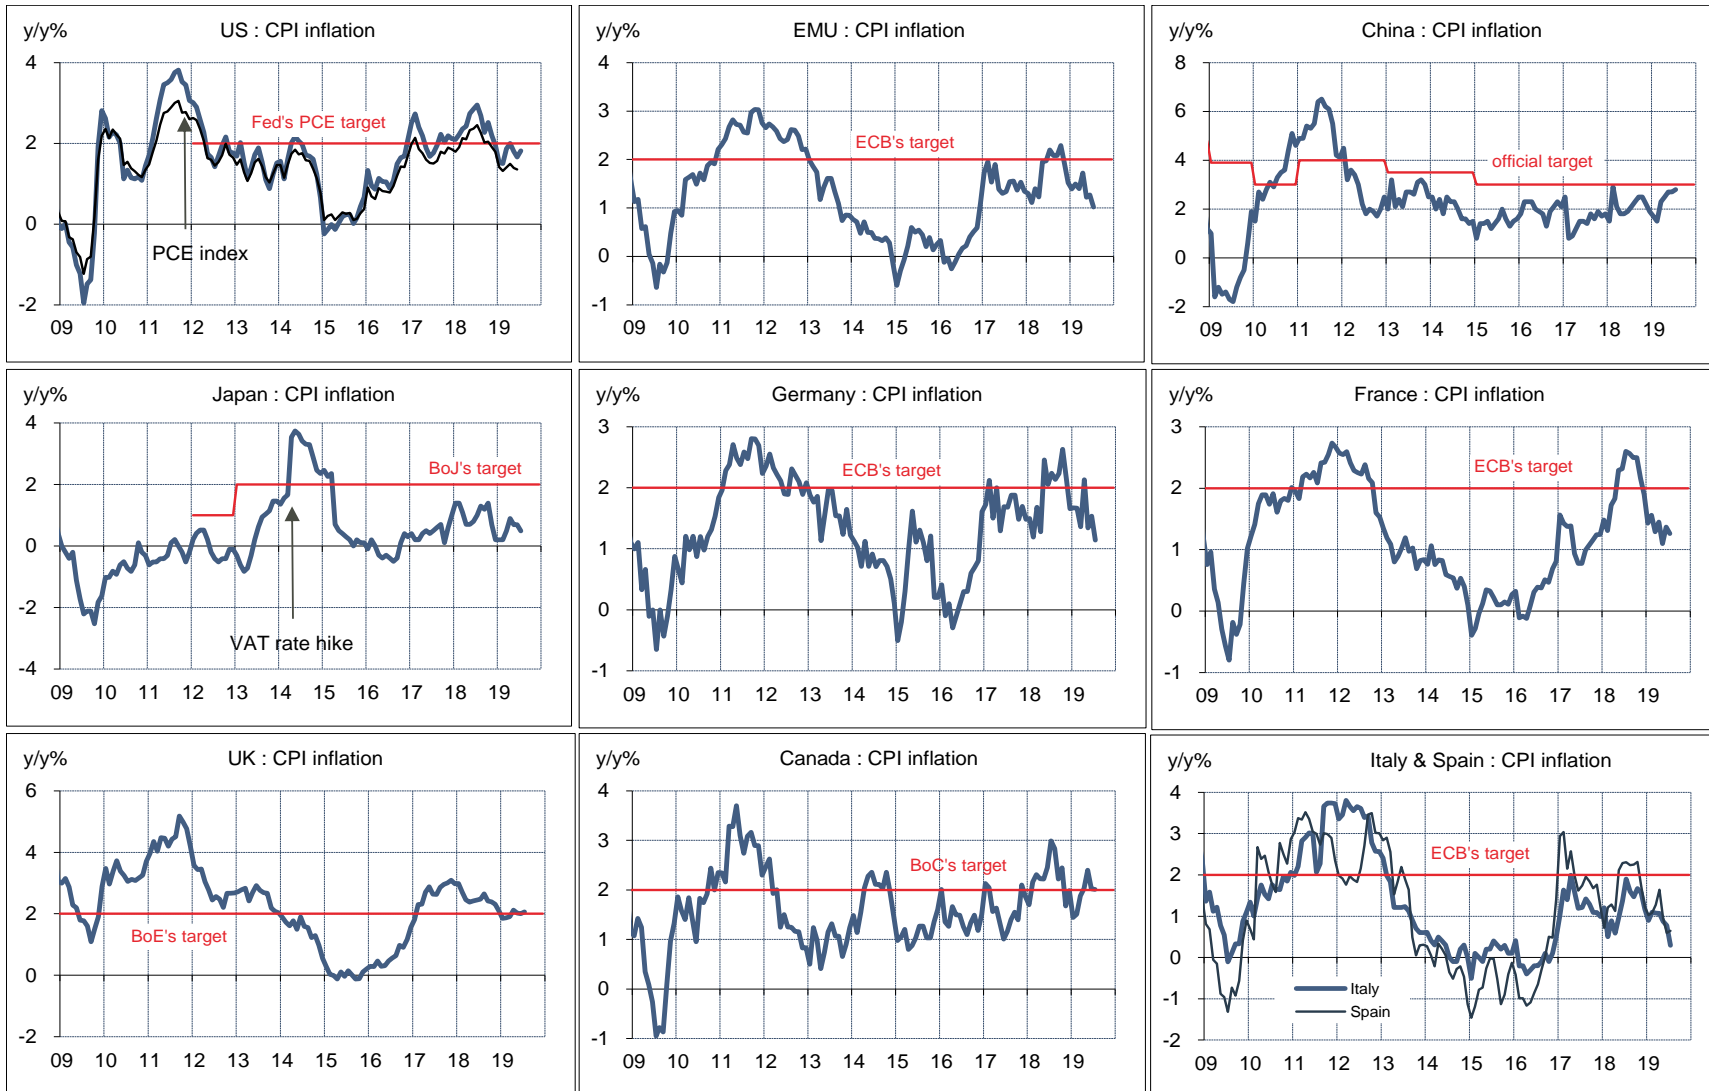 y/y%
US : CPI inflation
4
2
0
-2
Fed's PCE target
PCE index
09 10 11 12 13 14 15 16 17 18 19
y/y%
EMU : CPI inflation
4
3
2
1
0
-1
ECB's target
09 10 11 12 13 14 15 16 17 18 19
y/y%
China : CPI inflation
8
6
4
2
0
-2
official target
09 10 11 12 13 14 15 16 17 18 19
y/y%
Japan : CPI inflation
4
2
0
-2
-4
BoJ's target
VAT rate hike
09 10 11 12 13 14 15 16 17 18 19
y/y%
Germany : CPI inflation
3
2
1
0
-1
ECB's target
09 10 11 12 13 14 15 16 17 18 19
y/y%
France : CPI inflation
3
2
1
0
-1
ECB's target
09 10 11 12 13 14 15 16 17 18 19
y/y%
UK : CPI inflation
6
4
2
0
-2
BoE's target
09 10 11 12 13 14 15 16 17 18 19
y/y%
Canada : CPI inflation
4
3
2
1
0
-1
BoC's target
09 10 11 12 13 14 15 16 17 18 19
y/y%
Italy & Spain : CPI inflation
4
3
2
1
0
-1
-2
ECB's target
Italy
Spain
09 10 11 12 13 14 15 16 17 18 19